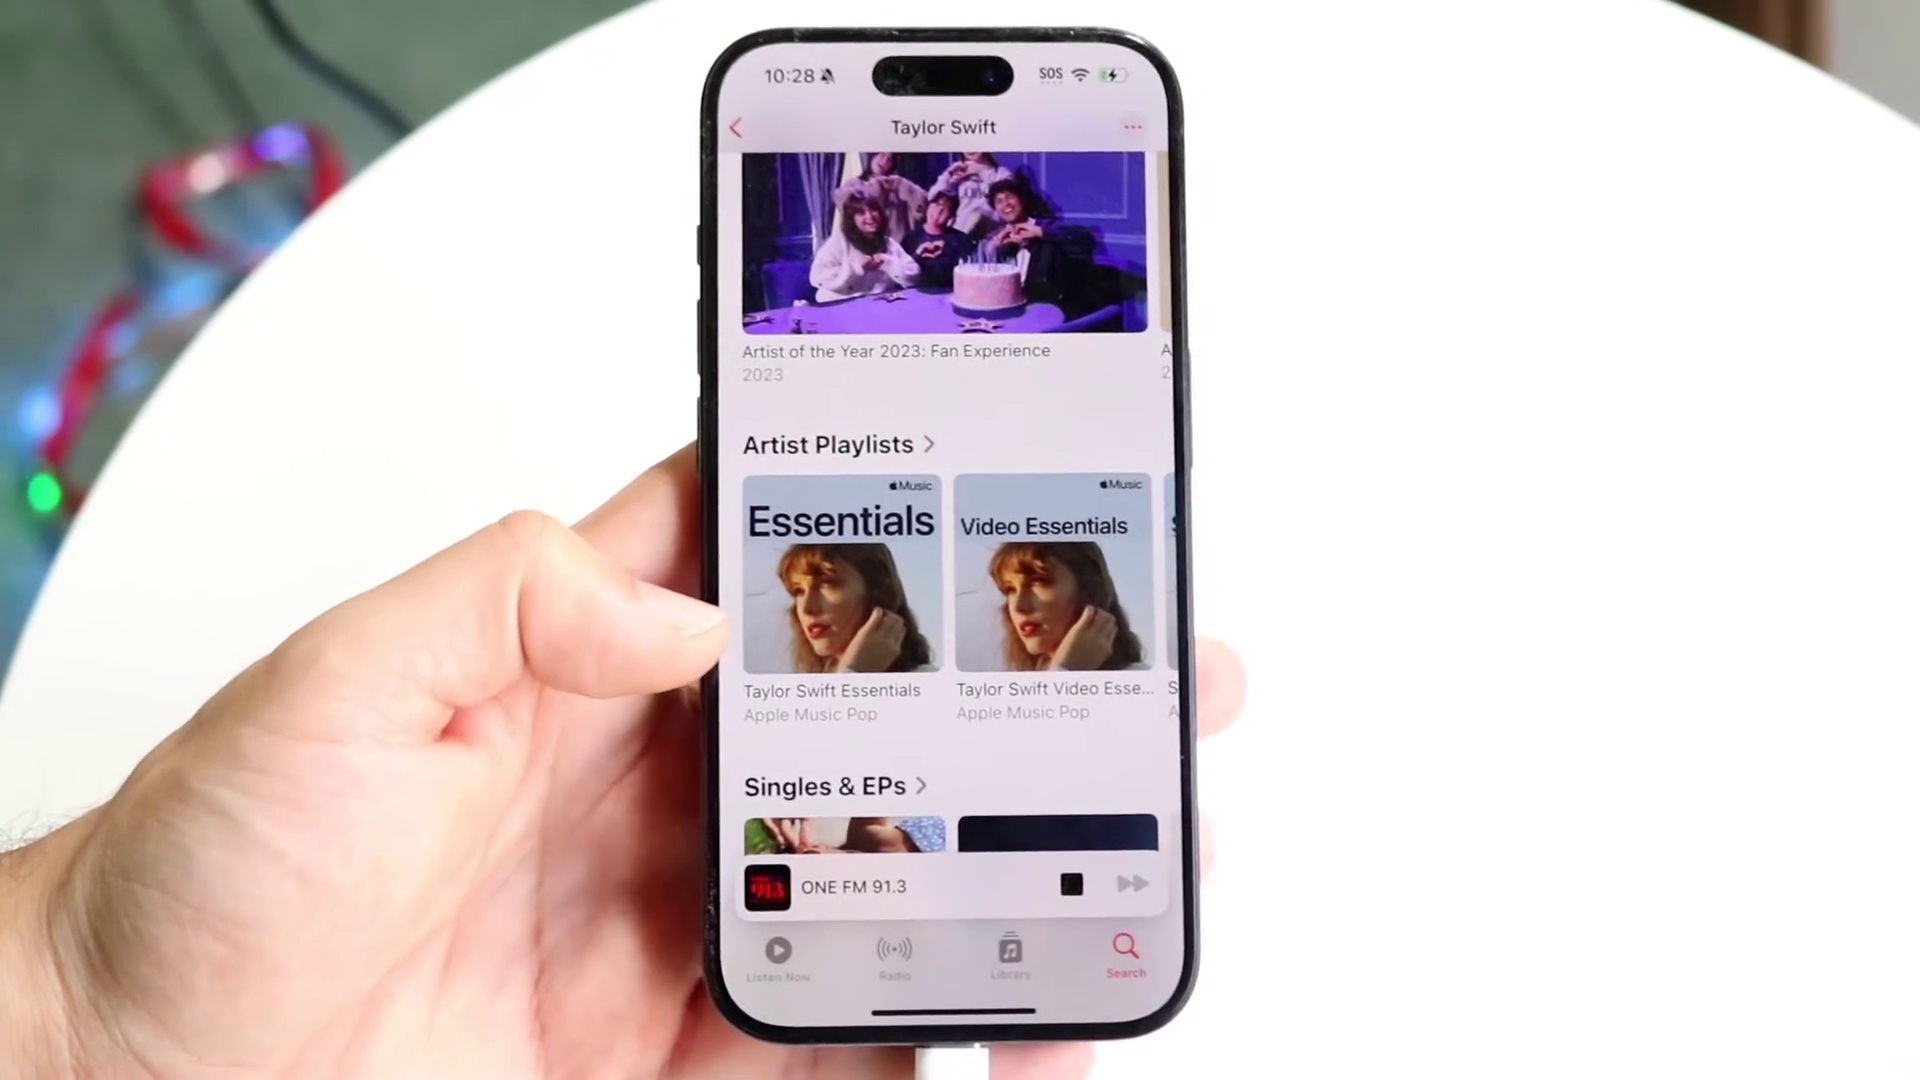 10:28
SOS
Taylor Swift
Artist of the Year 2023: Fan Experience
2023
A
2
Artist Playlists
Music
Essentials
Music
Video Essentials
Taylor Swift Essentials
Apple Music Pop
Taylor Swift Video Esse...
Apple Music Pop
S
A
Singles & EPs
91.3
ONE FM 91.3
Listen Now
Radio
Library
Search